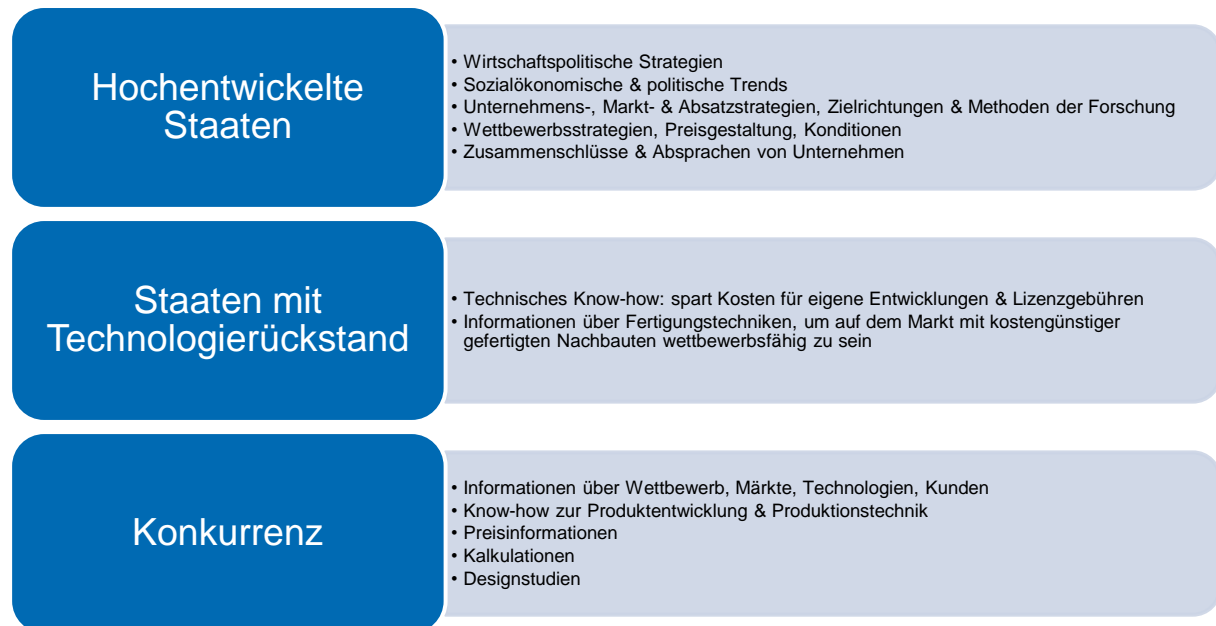 Hochentwickelte
Staaten
• Wirtschaftspolitische Strategien
• Sozialökonomische & politische Trends
• Unternehmens-, Markt- & Absatzstrategien, Zielrichtungen & Methoden der Forschung
• Wettbewerbsstrategien, Preisgestaltung, Konditionen
• Zusammenschlüsse & Absprachen von Unternehmen
Staaten mit
Technologierückstand
• Technisches Know-how: spart Kosten für eigene Entwicklungen & Lizenzgebühren
• Informationen über Fertigungstechniken, um auf dem Markt mit kostengünstiger
gefertigten Nachbauten wettbewerbsfähig zu sein
Konkurrenz
• Informationen über Wettbewerb, Märkte, Technologien, Kunden
• Know-how zur Produktentwicklung & Produktionstechnik
• Preisinformationen
• Kalkulationen
• Designstudien